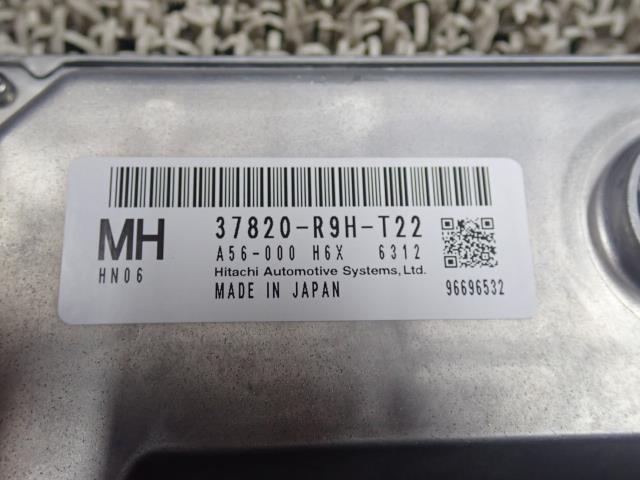 MH
HN06
37820-R9H-T22
A56-000 H6X 6312
Hitachi Automotive Systems, Ltd.
MADE IN JAPAN
96696532